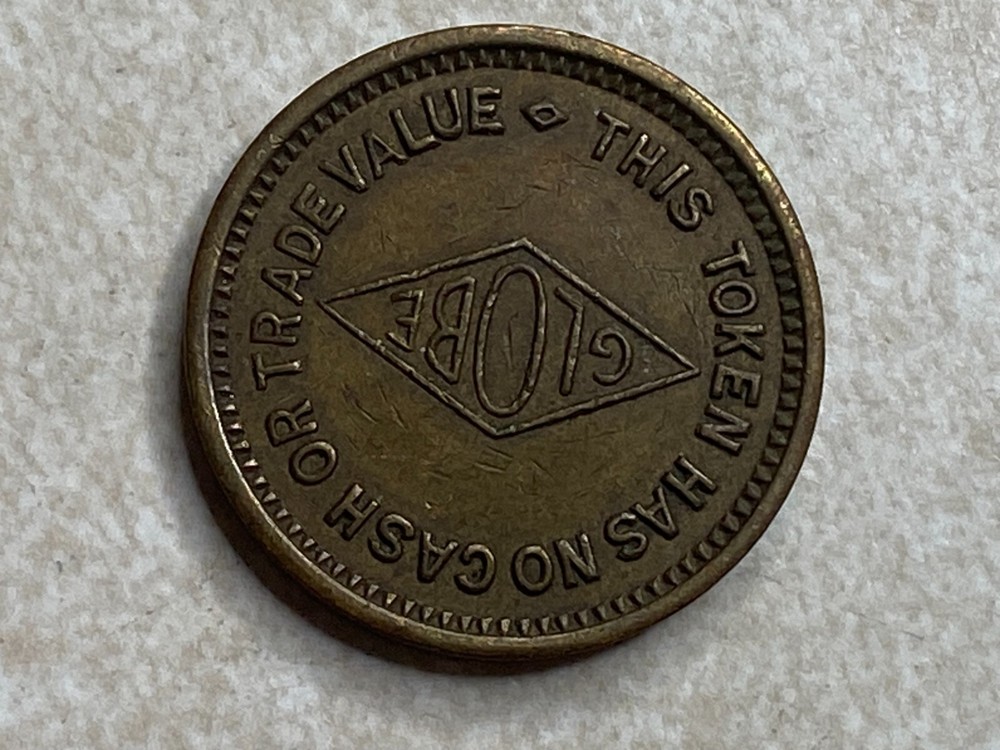 THIS TOKEN HAS NO CASH OR TRADE VALUE
GLOBE